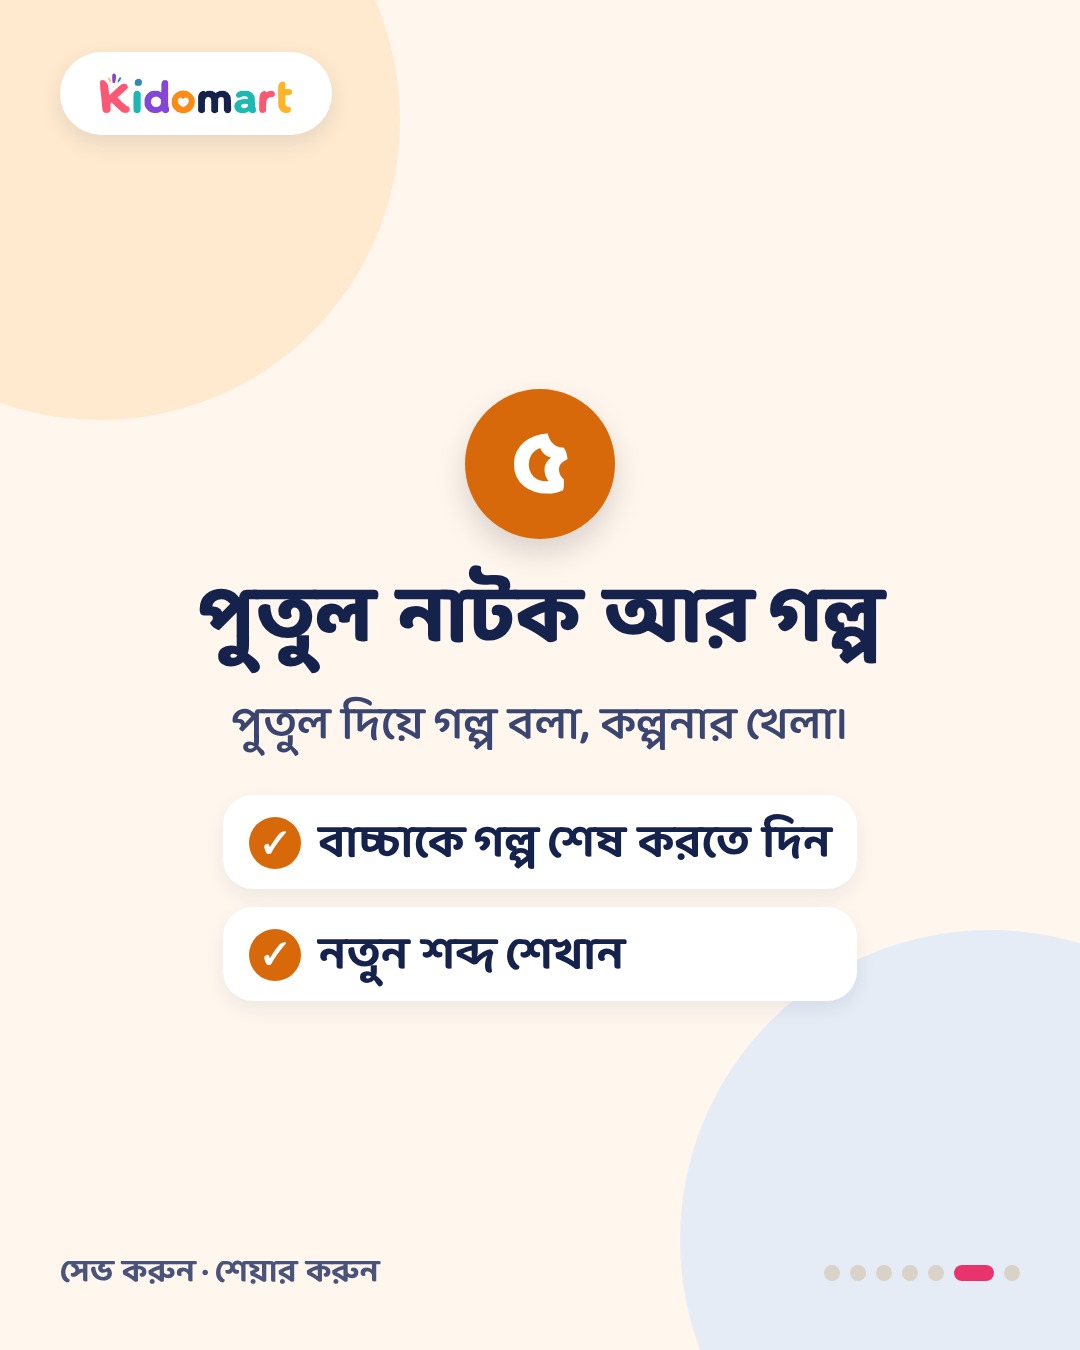 Kidomart
৫
পুতুল নাটক আর গল্প
পুতুল দিয়ে গল্প বলা, কল্পনার খেলা।
✓ বাচ্চাকে গল্প শেষ করতে দিন
✓ নতুন শব্দ শেখান
সেভ করুন · শেয়ার করুন